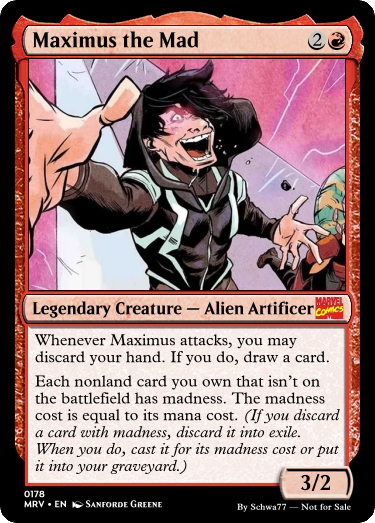 Maximus the Mad 2
Legendary Creature — Alien Artificer MARVEL COMICS
Whenever Maximus attacks, you may
discard your hand. If you do, draw a card.
Each nonland card you own that isn't on
the battlefield has madness. The madness
cost is equal to its mana cost. (If you discard
a card with madness, discard it into exile.
When you do, cast it for its madness cost or put
it into your graveyard.)
3/2
0178
MRV • EN SANFORDE GREENE
By Schwa77 — Not for Sale